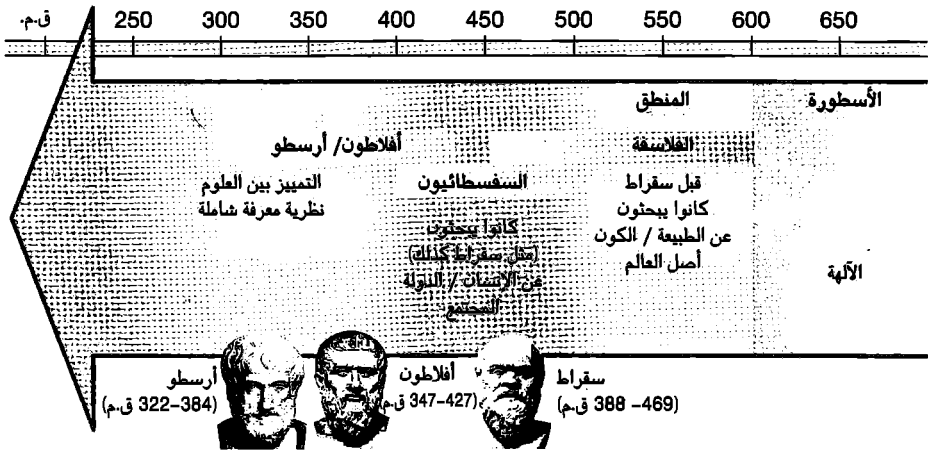 ق.م. 250 300 350 400 450 500 550 600 650
الأسطورة
الآلهة
المنطق
الفلاسفة
قبل سقراط
كانوا يبحثون
عن الطبيعة / الكون
أصل العالم
السفسطائيون
كانوا يبحثون
(مثل سقراط كذلك)
عن الإنسان / الدولة
المجتمع
أفلاطون/ أرسطو
التمييز بين العلوم
نظرية معرفة شاملة
سقراط
(469- 388 ق.م)
أفلاطون
(427-347 ق.م)
أرسطو
(384-322 ق.م)